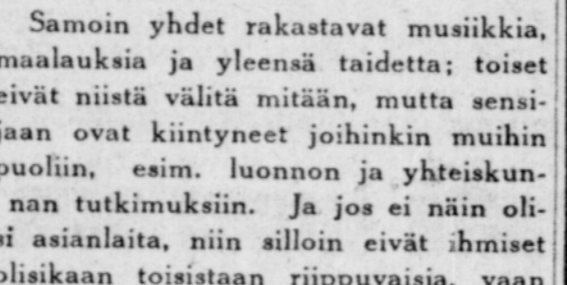 Samoin yhdet rakastavat musiikkia,
maalauksia ja yleensä taidetta; toiset
eivät niistä välitä mitään, mutta sensi-
jaan ovat kiintyneet joihinkin muihin
puoliin, esim. luonnon ja yhteiskun-
nan tutkimuksiin. Ja jos ei näin oli-
si asianlaita, niin silloin eivät ihmiset
olisikaan toisistaan riippuvaisia, vaan